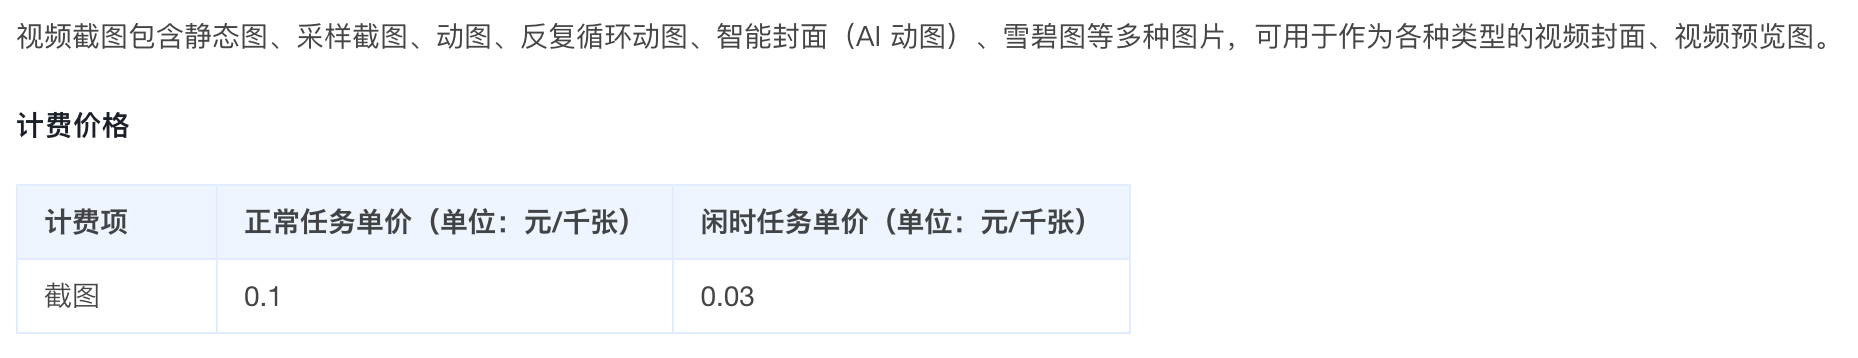 视频截图包含静态图、采样截图、动图、反复循环动图、智能封面（AI 动图）、雪碧图等多种图片，可用于作为各种类型的视频封面、视频预览图。
计费价格
计费项 正常任务单价（单位：元/千张） 闲时任务单价（单位：元/千张）
截图 0.1 0.03